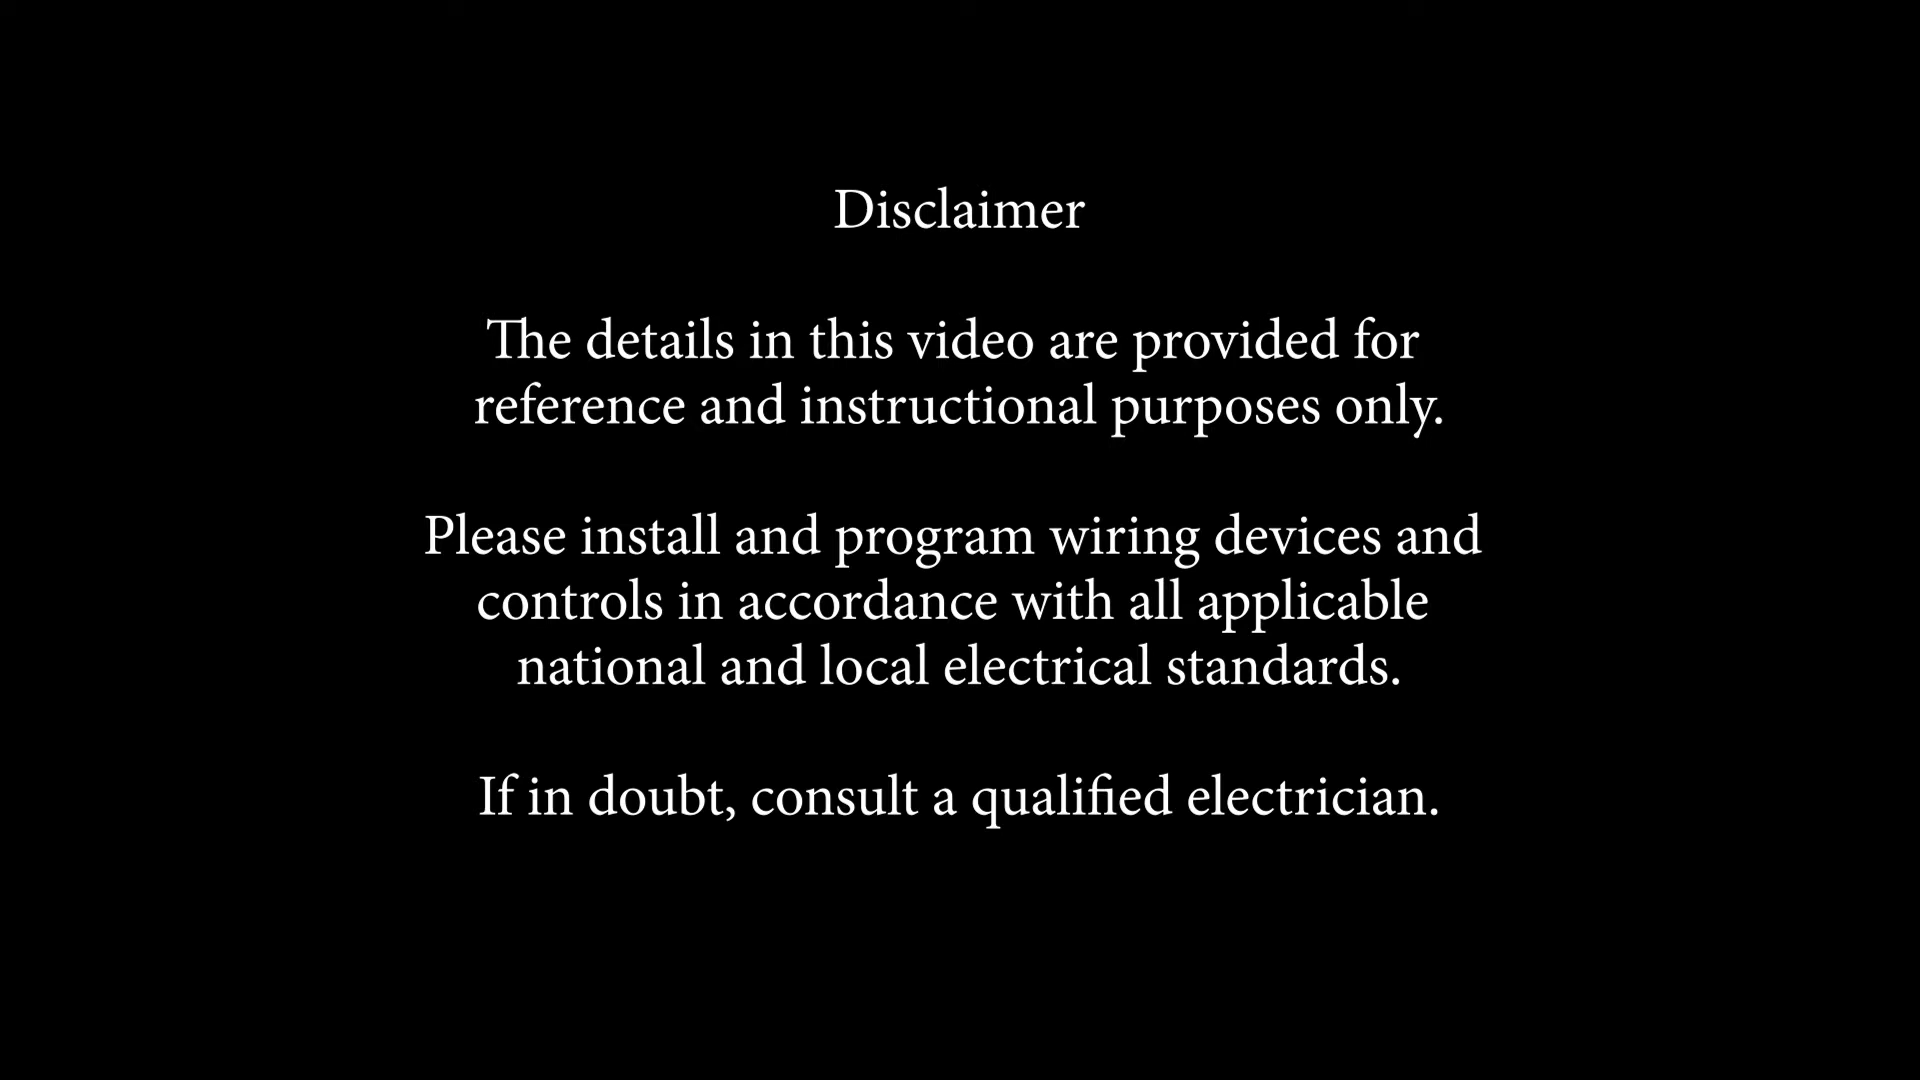 Disclaimer
The details in this video are provided for
reference and instructional purposes only.
Please install and program wiring devices and
controls in accordance with all applicable
national and local electrical standards.
If in doubt, consult a qualified electrician.